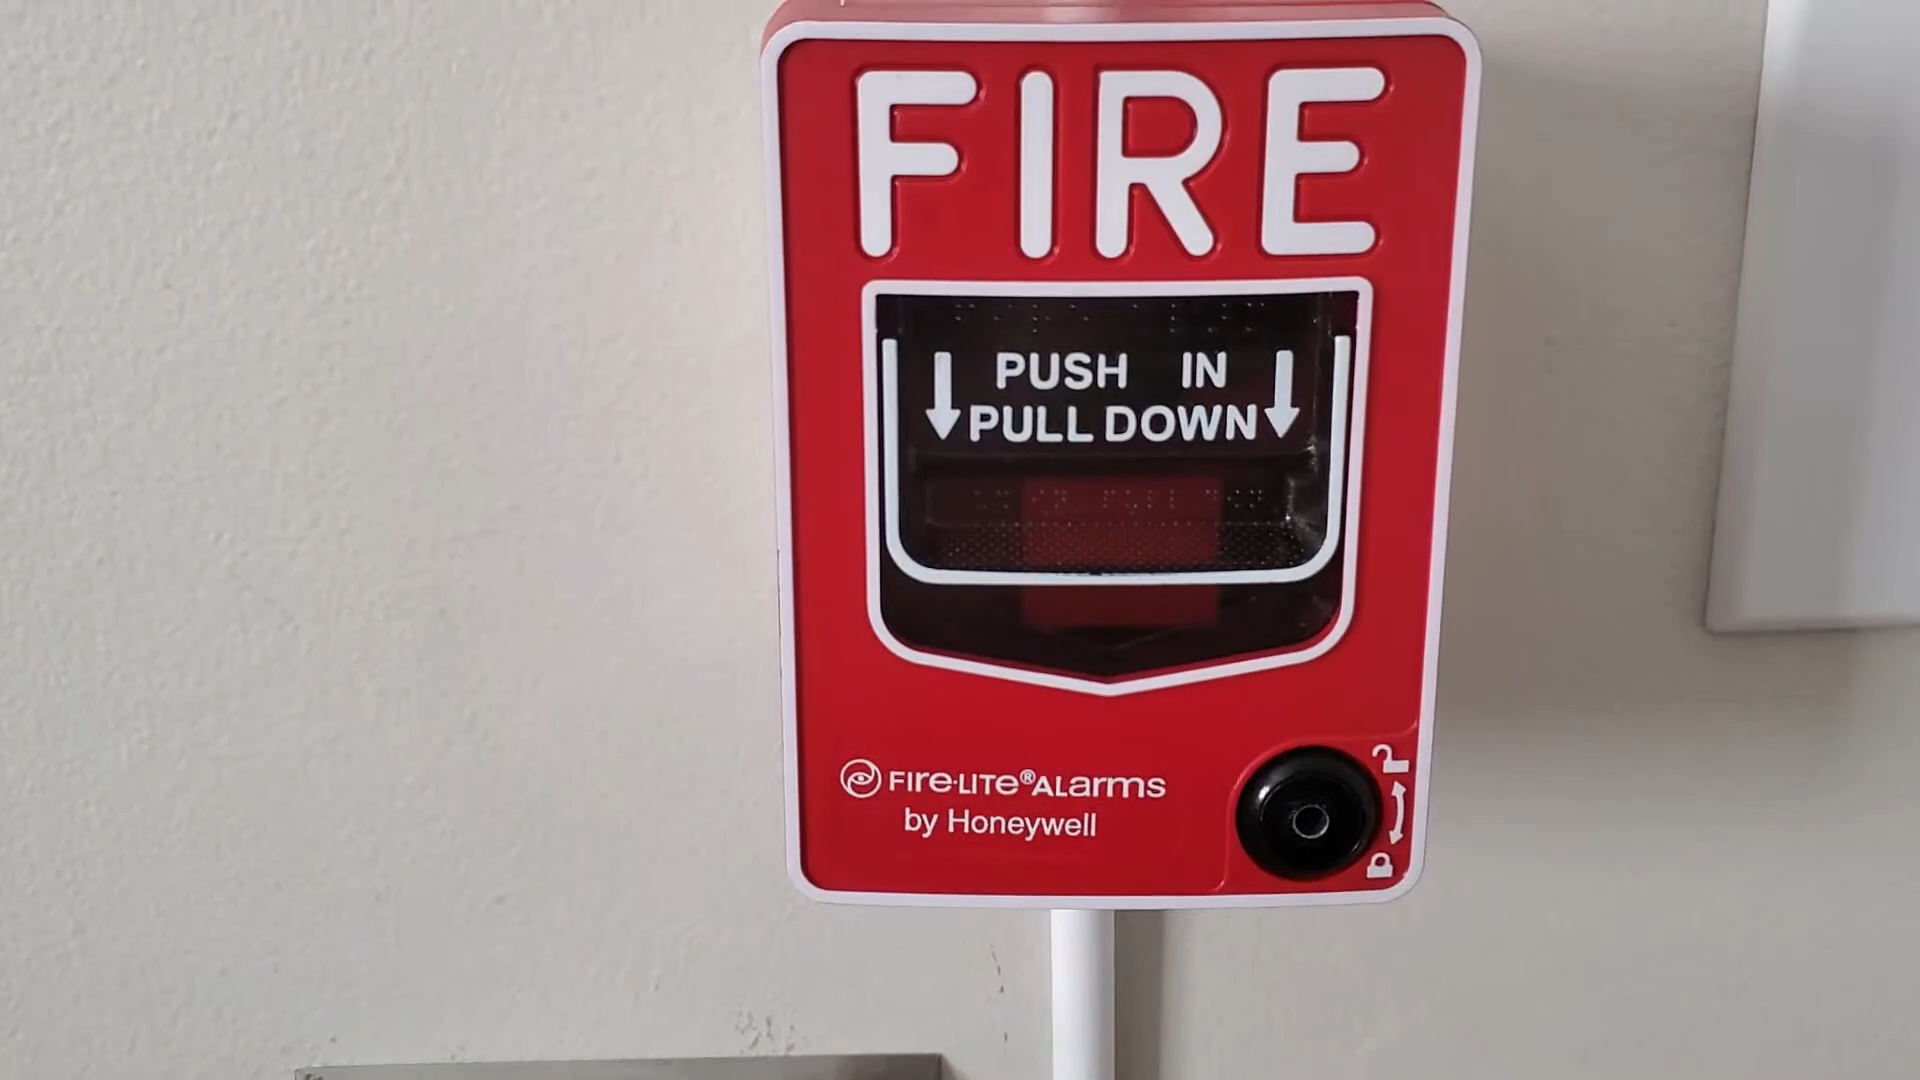 FIRE
PUSH IN
PULL DOWN
FIRE·LITE®ALARMS
by Honeywell